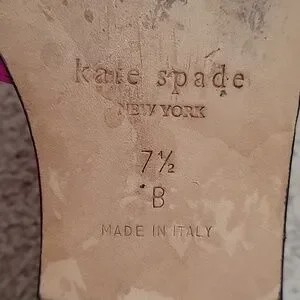 kate spade
NEW YORK
7½
B
MADE IN ITALY